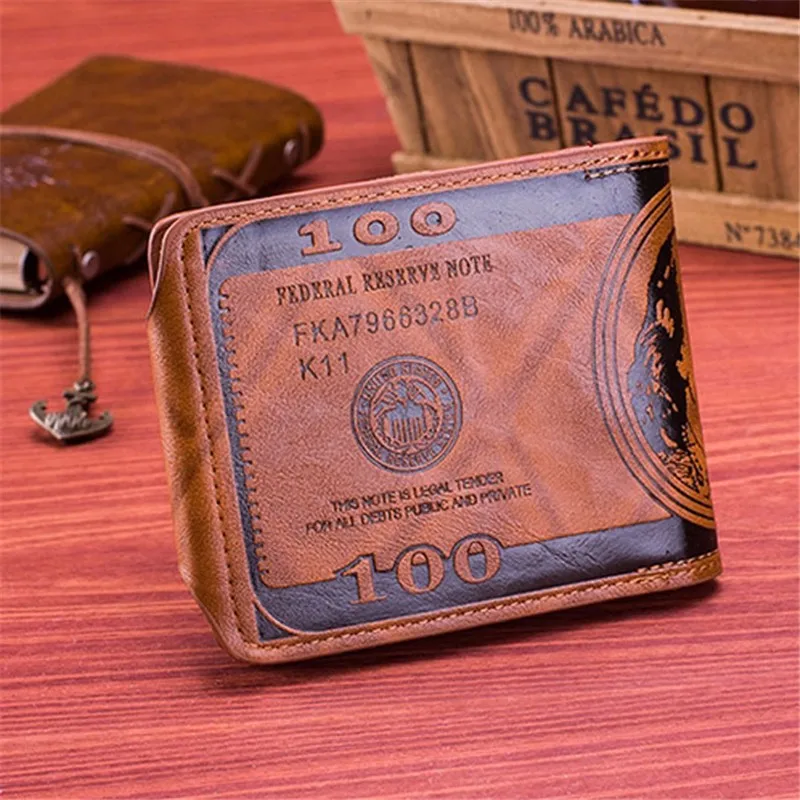 100% ARABICA
CAFÉ DO
BRASIL
Nº7384
100
FEDERAL RESERVE NOTE
FKA7966328B
K11
THIS NOTE IS LEGAL TENDER
FOR ALL DEBTS PUBLIC AND PRIVATE
100